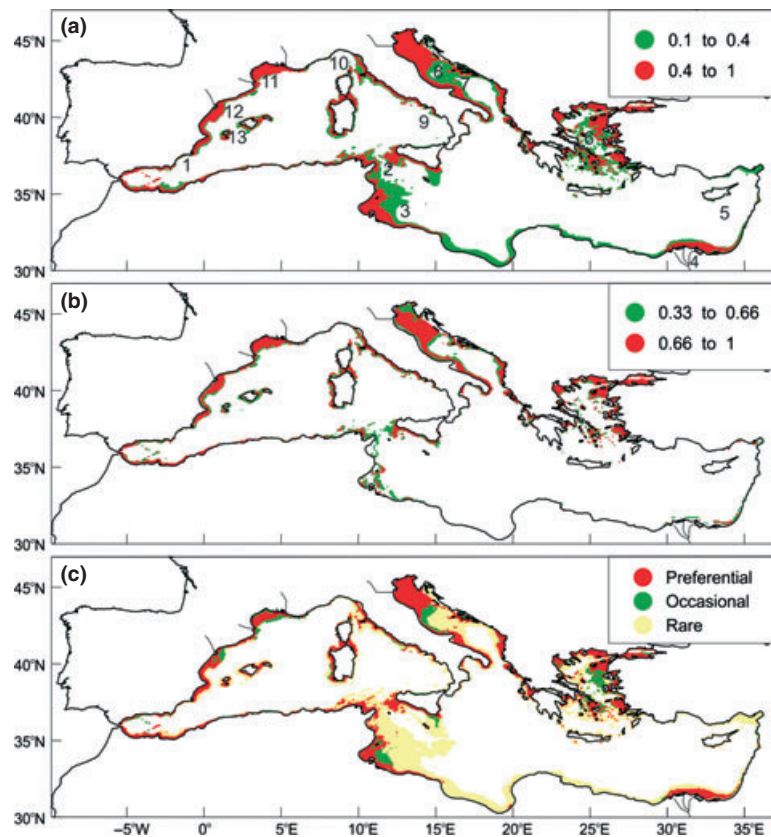 (a)
45°N
40°N
35°N
30°N
0.1 to 0.4
0.4 to 1
10
11
12
13
9
1
2
3
5
4
6
(b)
45°N
40°N
35°N
30°N
0.33 to 0.66
0.66 to 1
(c)
45°N
40°N
35°N
30°N
Preferential
Occasional
Rare
–5°W 0° 5°E 10°E 15°E 20°E 25°E 30°E 35°E